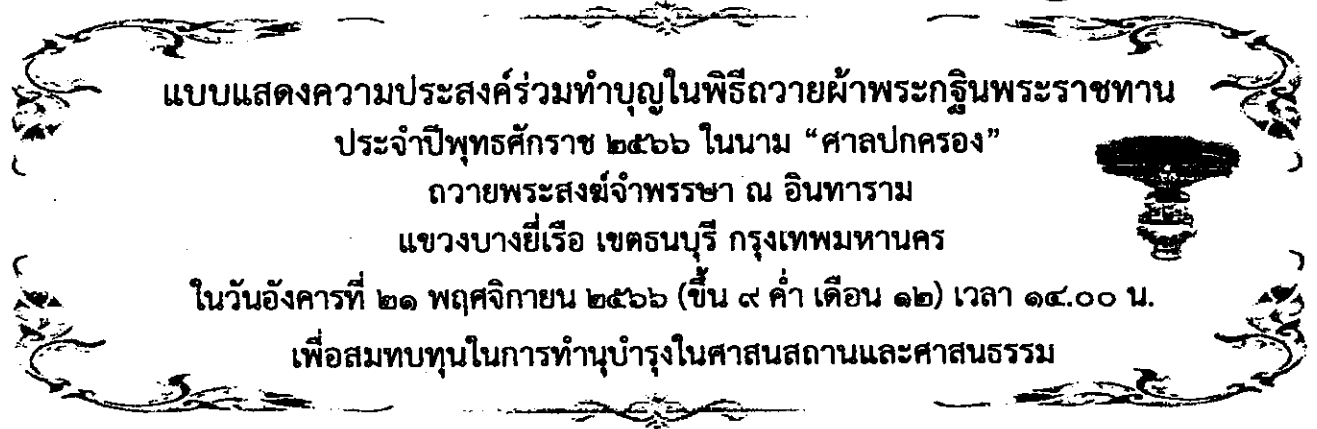 แบบแสดงความประสงค์ร่วมทำบุญในพิธีถวายผ้าพระกฐินพระราชทาน
ประจำปีพุทธศักราช ๒๕๖๖ ในนาม “ศาลปกครอง”
ถวายพระสงฆ์จำพรรษา ณ อินทาราม
แขวงบางยี่เรือ เขตธนบุรี กรุงเทพมหานคร
ในวันอังคารที่ ๒๑ พฤศจิกายน ๒๕๖๖ (ขึ้น ๙ ค่ำ เดือน ๑๒) เวลา ๑๔.๐๐ น.
เพื่อสมทบทุนในการทำนุบำรุงในศาสนสถานและศาสนธรรม